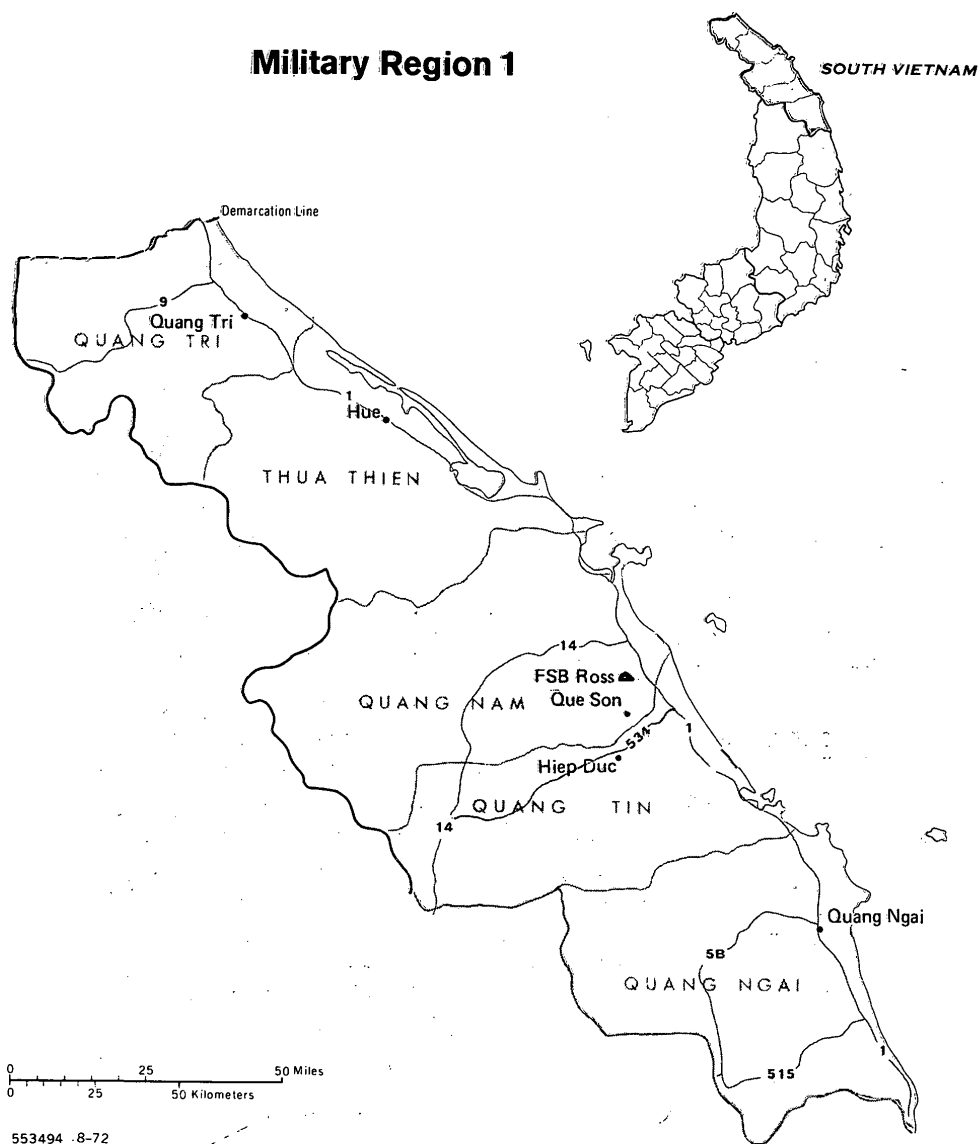 Military Region 1
SOUTH VIETNAM
Demarcation Line
9
Quang Tri
QUANG TRI
1
Hue
THUA THIEN
14
FSB Ross
QUANG NAM
Que Son
534
1
Hiep Duc
QUANG TIN
14
Quang Ngai
5B
QUANG NGAI
1
515
0 25 50 Miles
0 25 50 Kilometers
553494 8-72